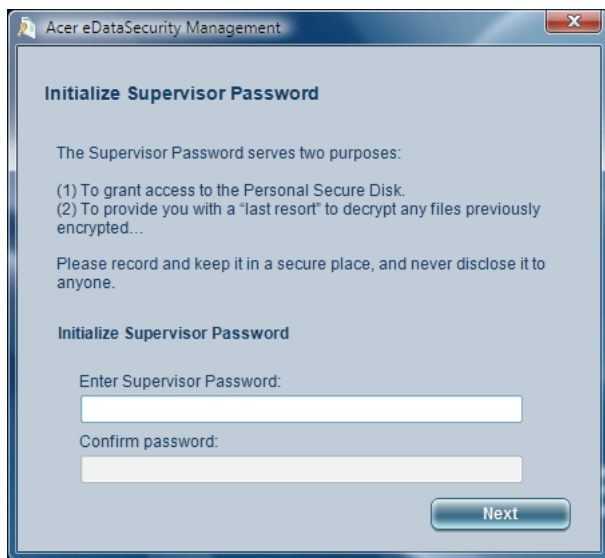 Acer eDataSecurity Management
Initialize Supervisor Password
The Supervisor Password serves two purposes:
(1) To grant access to the Personal Secure Disk.
(2) To provide you with a “last resort” to decrypt any files previously
encrypted...
Please record and keep it in a secure place, and never disclose it to
anyone.
Initialize Supervisor Password
Enter Supervisor Password:
Confirm password:
Next